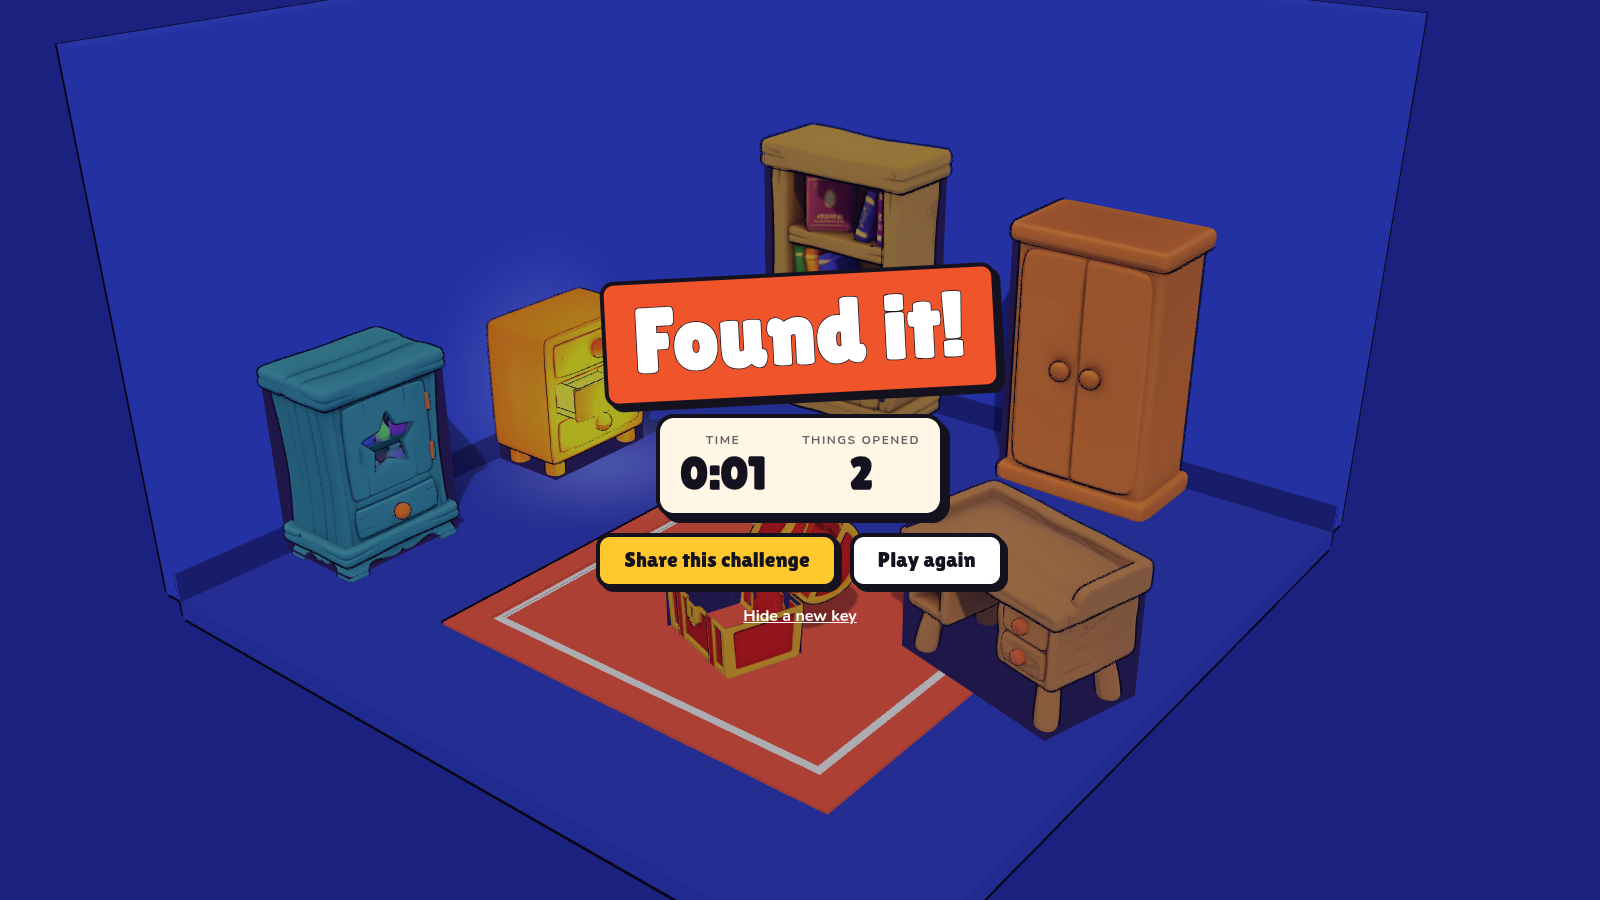 Found it!
TIME
THINGS OPENED
0:01
2
Share this challenge
Play again
Hide a new key